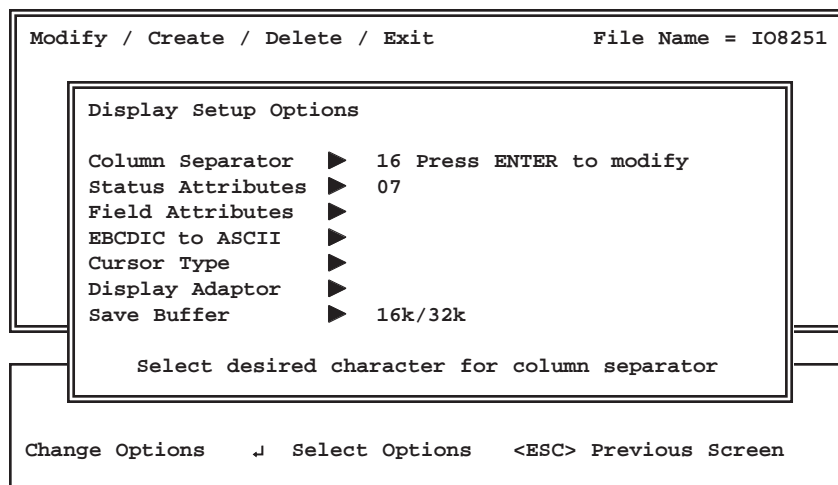 Modify / Create / Delete / Exit File Name = IO8251
Display Setup Options
Column Separator ► 16 Press ENTER to modify
Status Attributes ► 07
Field Attributes ►
EBCDIC to ASCII ►
Cursor Type ►
Display Adaptor ►
Save Buffer ► 16k/32k
Select desired character for column separator
Change Options ↵ Select Options <ESC> Previous Screen